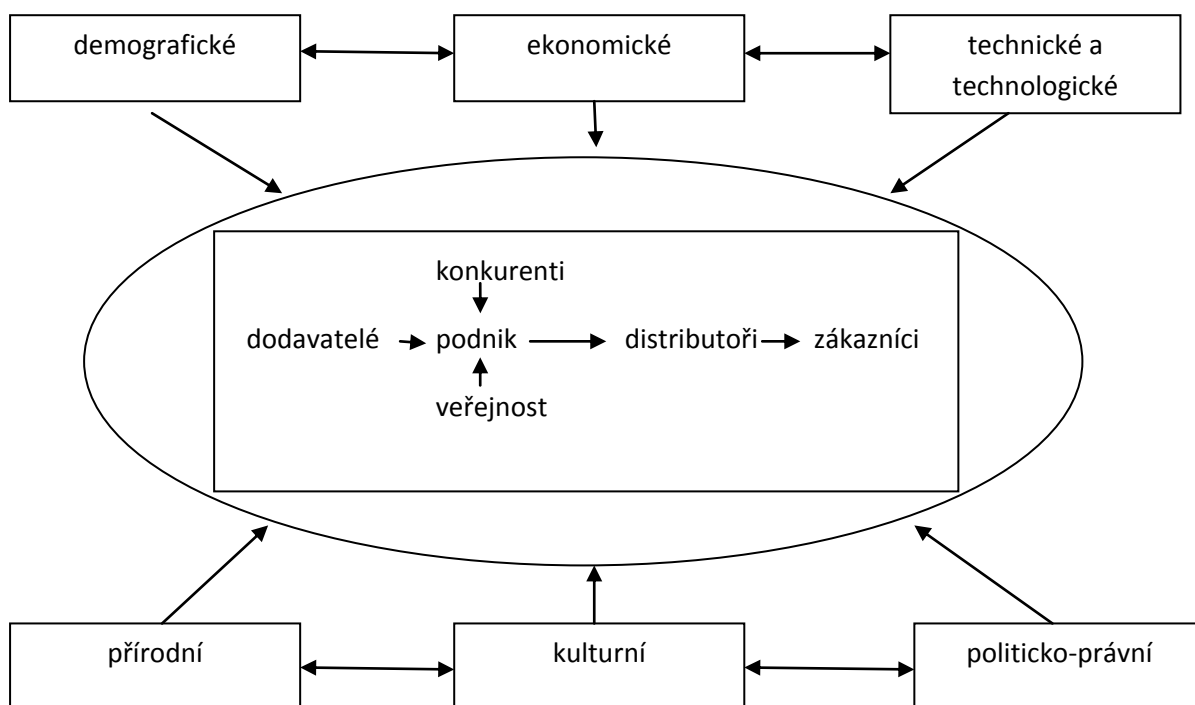 demografické
ekonomické
technické a
technologické
konkurenti
dodavatelé
podnik
distributoři
zákazníci
veřejnost
přírodní
kulturní
politicko-právní